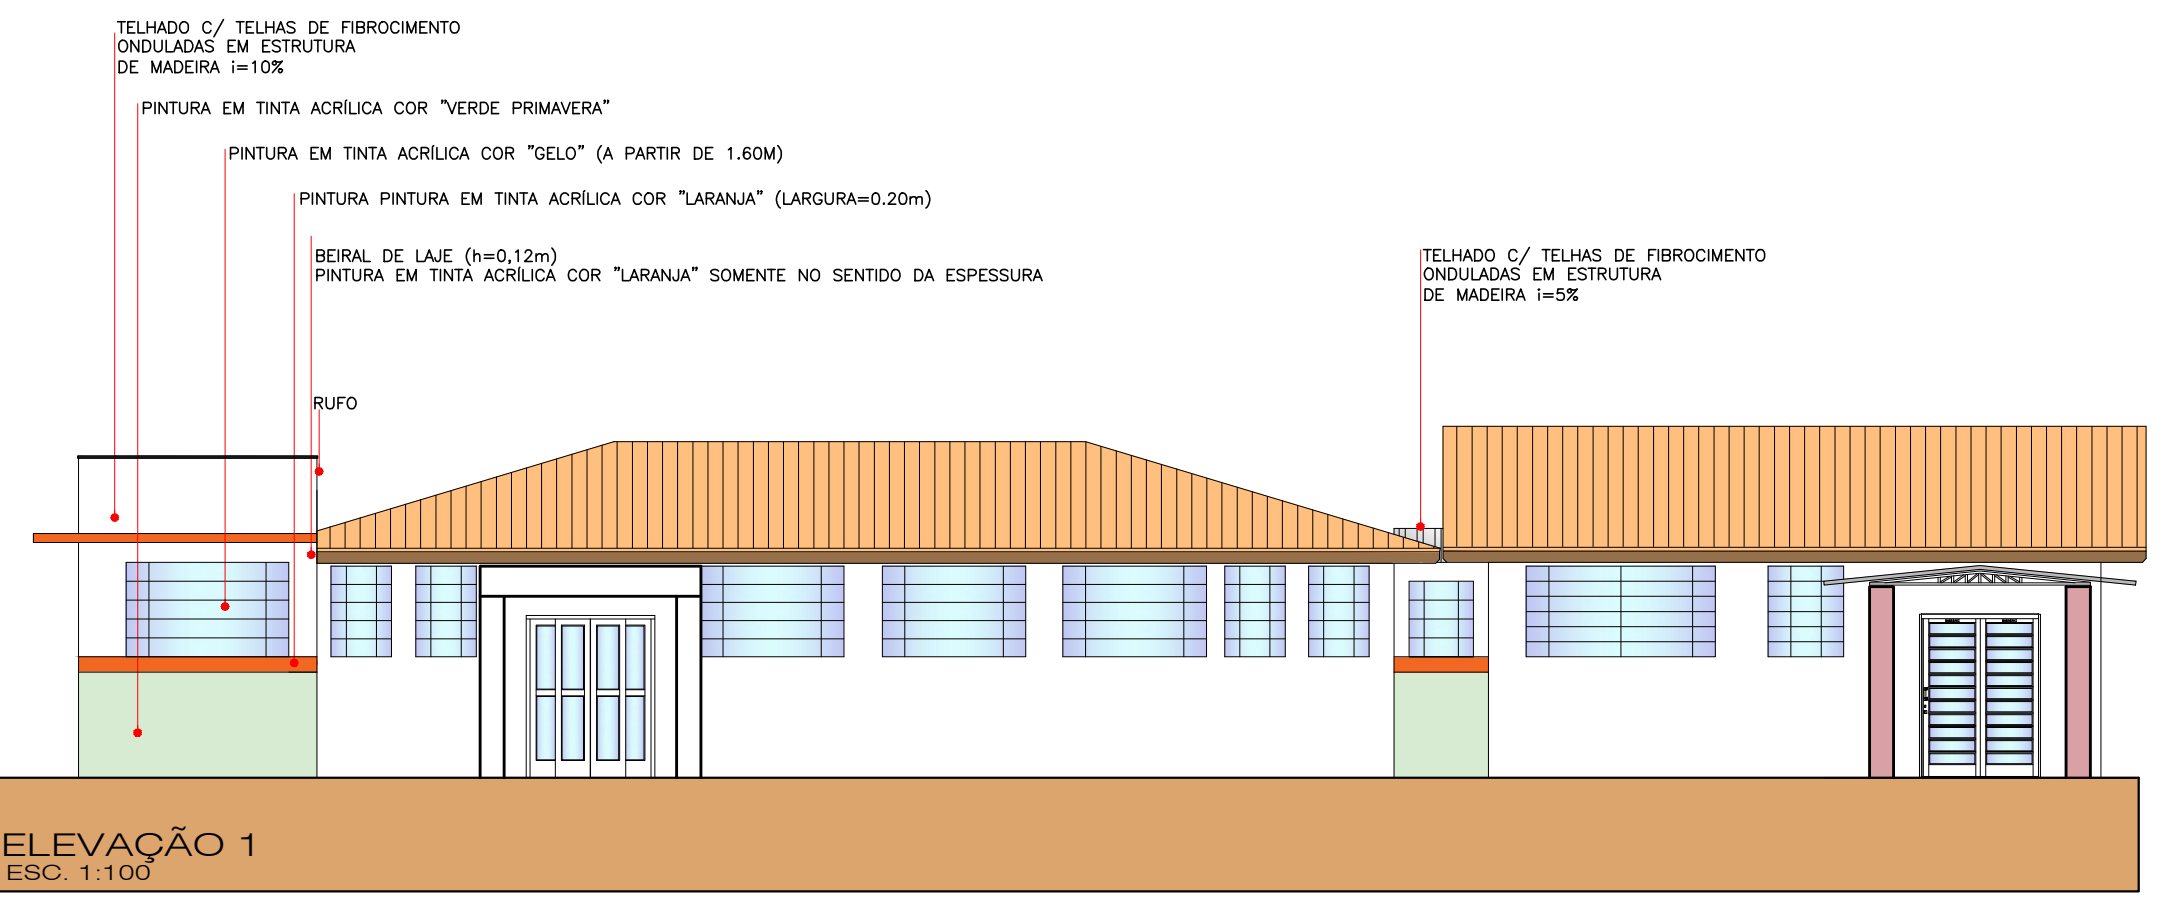 TELHADO C/ TELHAS DE FIBROCIMENTO
ONDULADAS EM ESTRUTURA
DE MADEIRA i=10%
PINTURA EM TINTA ACRÍLICA COR "VERDE PRIMAVERA"
PINTURA EM TINTA ACRÍLICA COR "GELO" (A PARTIR DE 1.60M)
PINTURA PINTURA EM TINTA ACRÍLICA COR "LARANJA" (LARGURA=0.20m)
BEIRAL DE LAJE (h=0,12m)
PINTURA EM TINTA ACRÍLICA COR "LARANJA" SOMENTE NO SENTIDO DA ESPESSURA
TELHADO C/ TELHAS DE FIBROCIMENTO
ONDULADAS EM ESTRUTURA
DE MADEIRA i=5%
RUFO
ELEVAÇÃO 1
ESC. 1:100